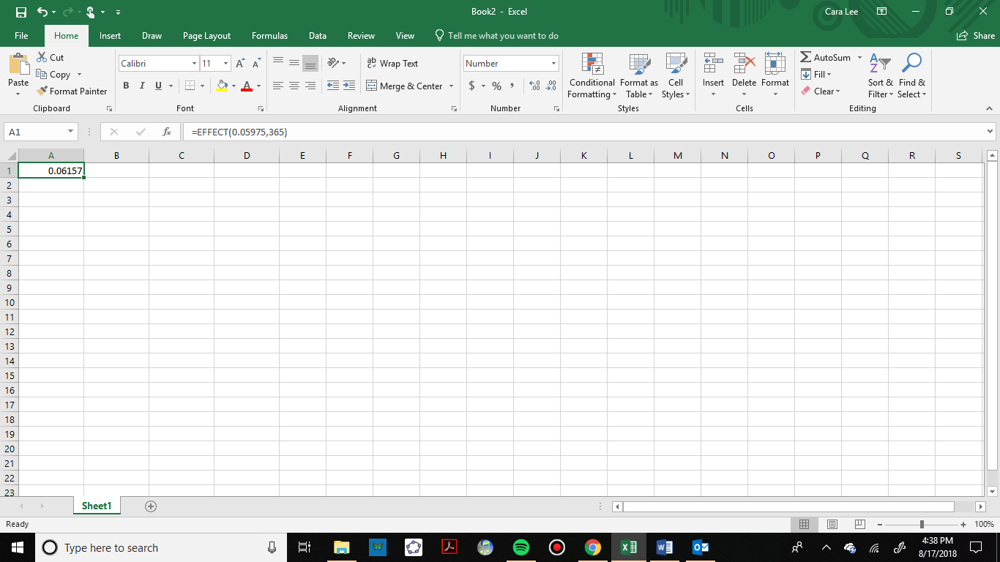 Book2 - Excel
Cara Lee
File Home Insert Draw Page Layout Formulas Data Review View Tell me what you want to do Share
Paste
Cut
Copy
Format Painter
Clipboard
Calibri 11 A A
B I U A
Font
Wrap Text
Merge & Center
Alignment
Number
$ % , .0 .00 .00 .0
Number
Conditional Formatting
Format as Table
Cell Styles
Styles
Insert Delete Format
Cells
AutoSum
Fill
Clear
Sort & Filter
Find & Select
Editing
A1 fx =EFFECT(0.05975,365)
A B C D E F G H I J K L M N O P Q R S
1 0.06157
2
3
4
5
6
7
8
9
10
11
12
13
14
15
16
17
18
19
20
21
22
23
Sheet1
Ready
100%
Type here to search
4:38 PM
8/17/2018